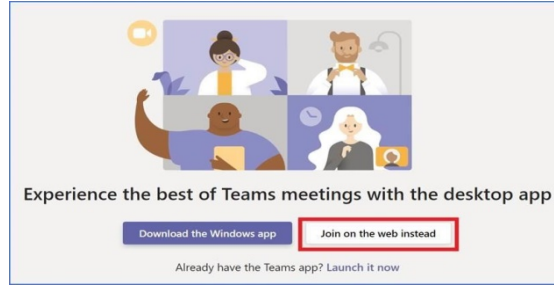 Experience the best of Teams meetings with the desktop app
Download the Windows app
Join on the web instead
Already have the Teams app? Launch it now